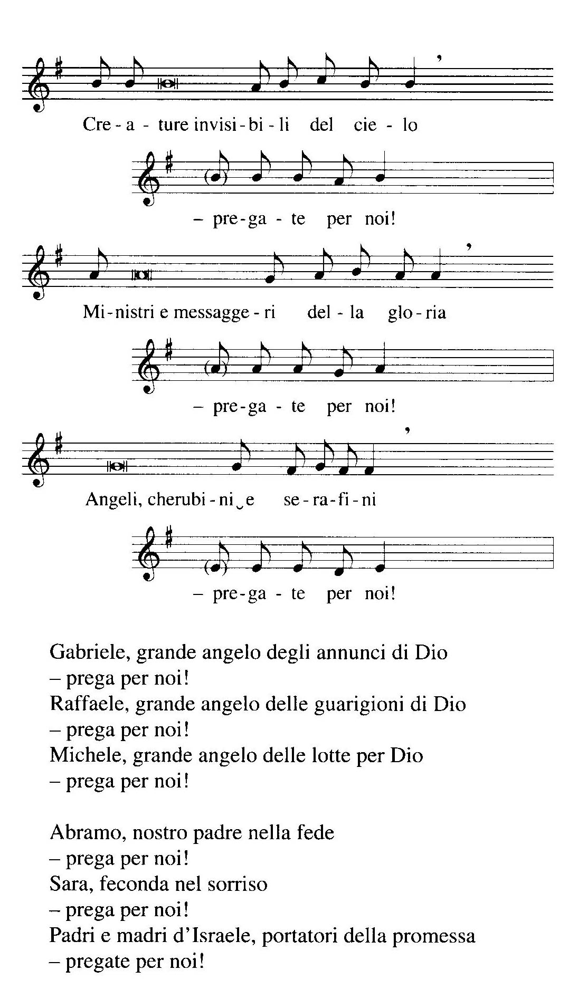 Cre - a - ture invisi - bi - li del cie - lo
– pre - ga - te per noi!
Mi - nistri e messagge - ri del - la glo - ria
– pre - ga - te per noi!
Angeli, cherubi - ni‿e se - ra - fi - ni
– pre - ga - te per noi!
Gabriele, grande angelo degli annunci di Dio
– prega per noi!
Raffaele, grande angelo delle guarigioni di Dio
– prega per noi!
Michele, grande angelo delle lotte per Dio
– prega per noi!
Abramo, nostro padre nella fede
– prega per noi!
Sara, feconda nel sorriso
– prega per noi!
Padri e madri d'Israele, portatori della promessa
– pregate per noi!